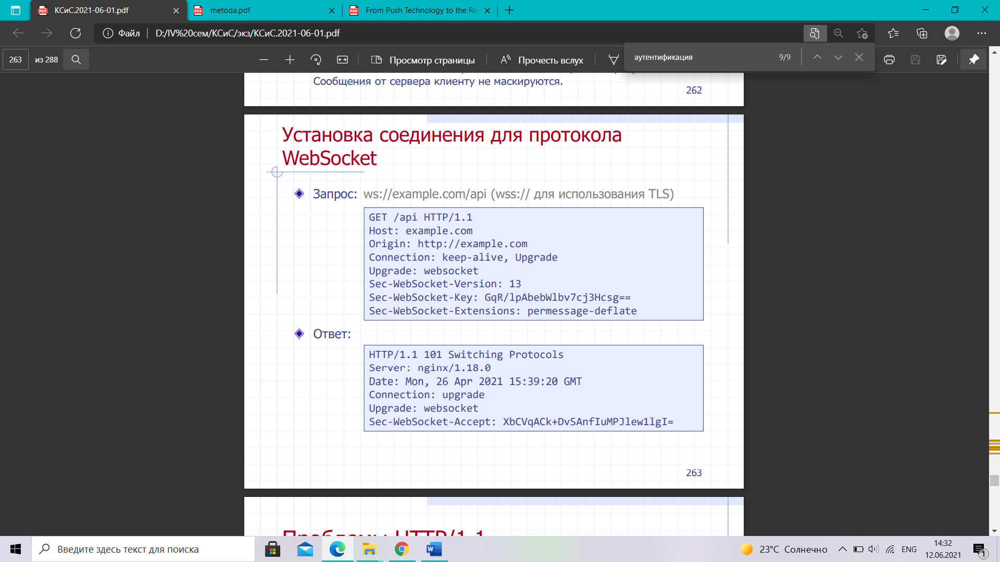 КСиС.2021-06-01.pdf
metoda.pdf
From Push Technology to the Re
Файл
D:/IV%20сем/КСиС/экз/КСиС.2021-06-01.pdf
263
из 288
Просмотр страницы
Прочесть вслух
аутентификация
9/9
Сообщения от сервера клиенту не маскируются.
262
Установка соединения для протокола
WebSocket
Запрос: ws://example.com/api (wss:// для использования TLS)
GET /api HTTP/1.1
Host: example.com
Origin: http://example.com
Connection: keep-alive, Upgrade
Upgrade: websocket
Sec-WebSocket-Version: 13
Sec-WebSocket-Key: GqR/lpAbebWlbv7cj3Hcsg==
Sec-WebSocket-Extensions: permessage-deflate
Ответ:
HTTP/1.1 101 Switching Protocols
Server: nginx/1.18.0
Date: Mon, 26 Apr 2021 15:39:20 GMT
Connection: upgrade
Upgrade: websocket
Sec-WebSocket-Accept: XbCVqACk+DvSAnfIuMPJlew1lgI=
263
Проблемы HTTP/1.1
Введите здесь текст для поиска
23°C Солнечно
ENG
14:32
12.06.2021
1